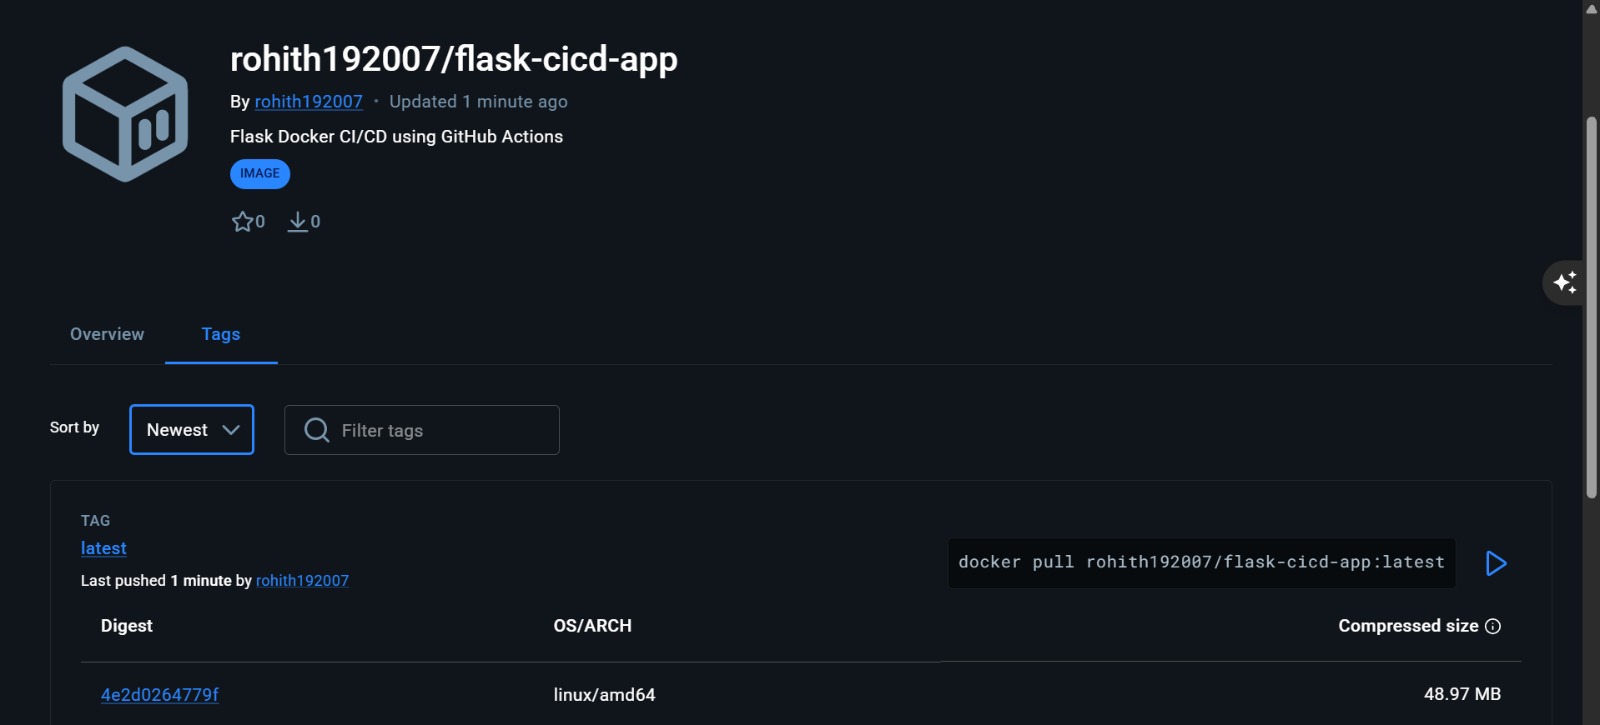 rohith192007/flask-cicd-app
By rohith192007 • Updated 1 minute ago
Flask Docker CI/CD using GitHub Actions
IMAGE
0 0
Overview Tags
Sort by Newest Filter tags
TAG
latest
docker pull rohith192007/flask-cicd-app:latest
Last pushed 1 minute by rohith192007
Digest OS/ARCH Compressed size
4e2d0264779f linux/amd64 48.97 MB